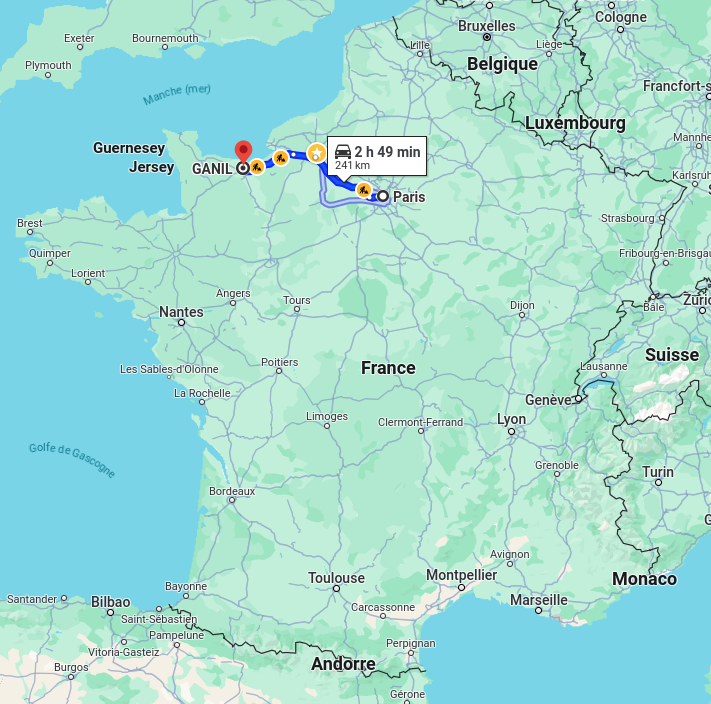 Bruxelles
Cologne
Exeter
Bournemouth
Lille
Liège
Plymouth
Belgique
Manche (mer)
Francfort-s
Luxembourg
Mannhe
Guernesey
Jersey
2 h 49 min
241 km
GANIL
Paris
Karlsruh
S
Strasbourg
Brest
Quimper
Fribourg-en-Brisgau
Lorient
Angers
Tours
Dijon
Bâle
Züric
Nantes
Suisse
Les Sables-d'Olonne
Poitiers
France
Lausanne
La Rochelle
Genève
Limoges
Clermont-Ferrand
Lyon
Golfe de Gascogne
Grenoble
Turin
Bordeaux
G
Avignon
Bayonne
Toulouse
Montpellier
Monaco
Santander
Bilbao
Marseille
Saint-Sébastien
Carcassonne
Pampelune
Vitoria-Gasteiz
Perpignan
Burgos
Andorre
Gérone